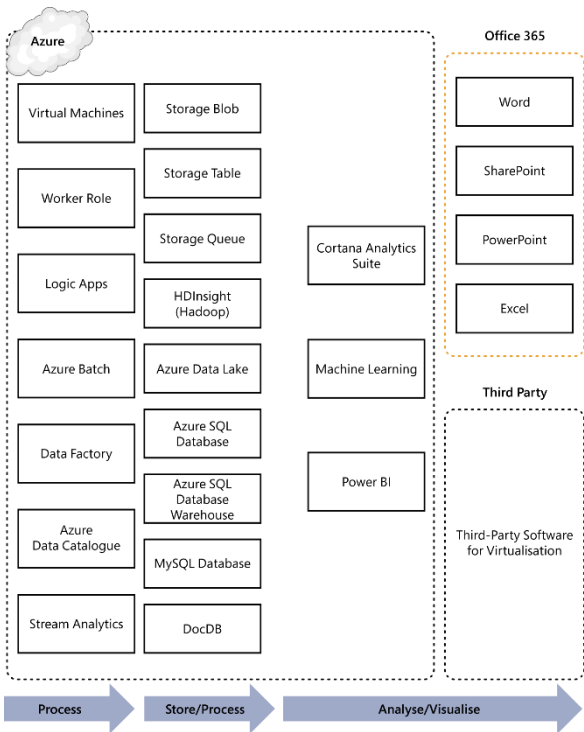 Azure
Virtual Machines
Worker Role
Logic Apps
Azure Batch
Data Factory
Azure
Data Catalogue
Stream Analytics
Storage Blob
Storage Table
Storage Queue
HDInsight
(Hadoop)
Azure Data Lake
Azure SQL
Database
Azure SQL
Database
Warehouse
MySQL Database
DocDB
Cortana Analytics
Suite
Machine Learning
Power BI
Office 365
Word
SharePoint
PowerPoint
Excel
Third Party
Third-Party Software
for Virtualisation
Process
Store/Process
Analyse/Visualise